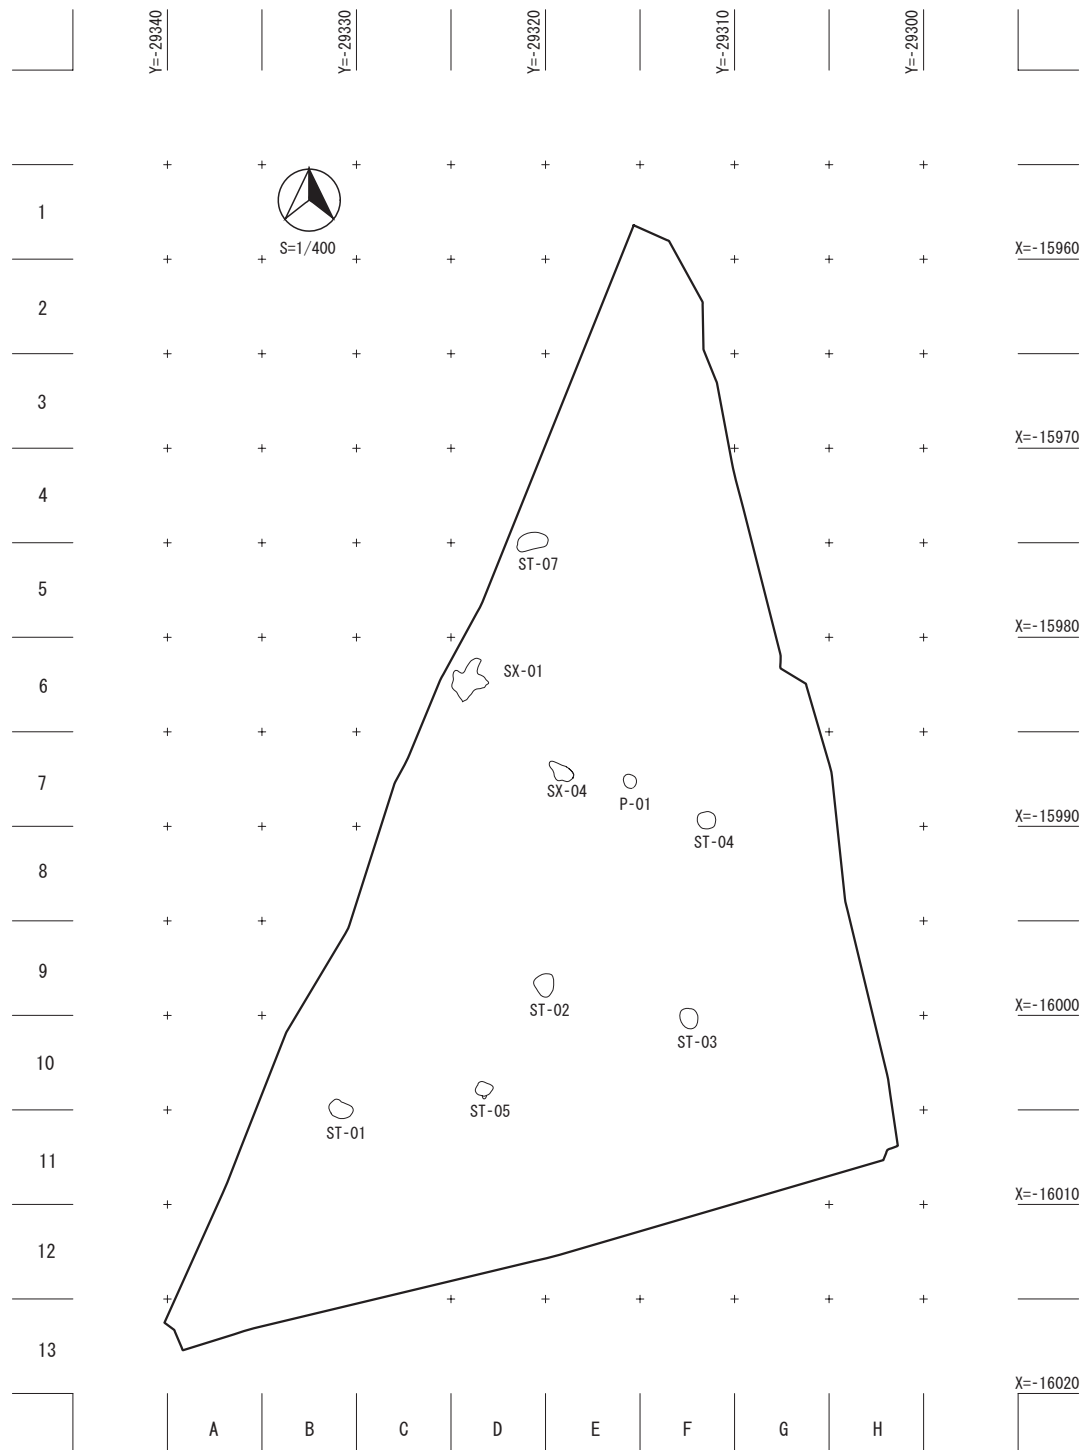 Y=-29340
Y=-29330
Y=-29320
Y=-29310
Y=-29300
1
S=1/400
X=-15960
2
3
X=-15970
4
ST-07
5
X=-15980
6
SX-01
7
SX-04
P-01
X=-15990
ST-04
8
9
ST-02
X=-16000
ST-03
10
ST-05
ST-01
11
X=-16010
12
13
X=-16020
A B C D E F G H